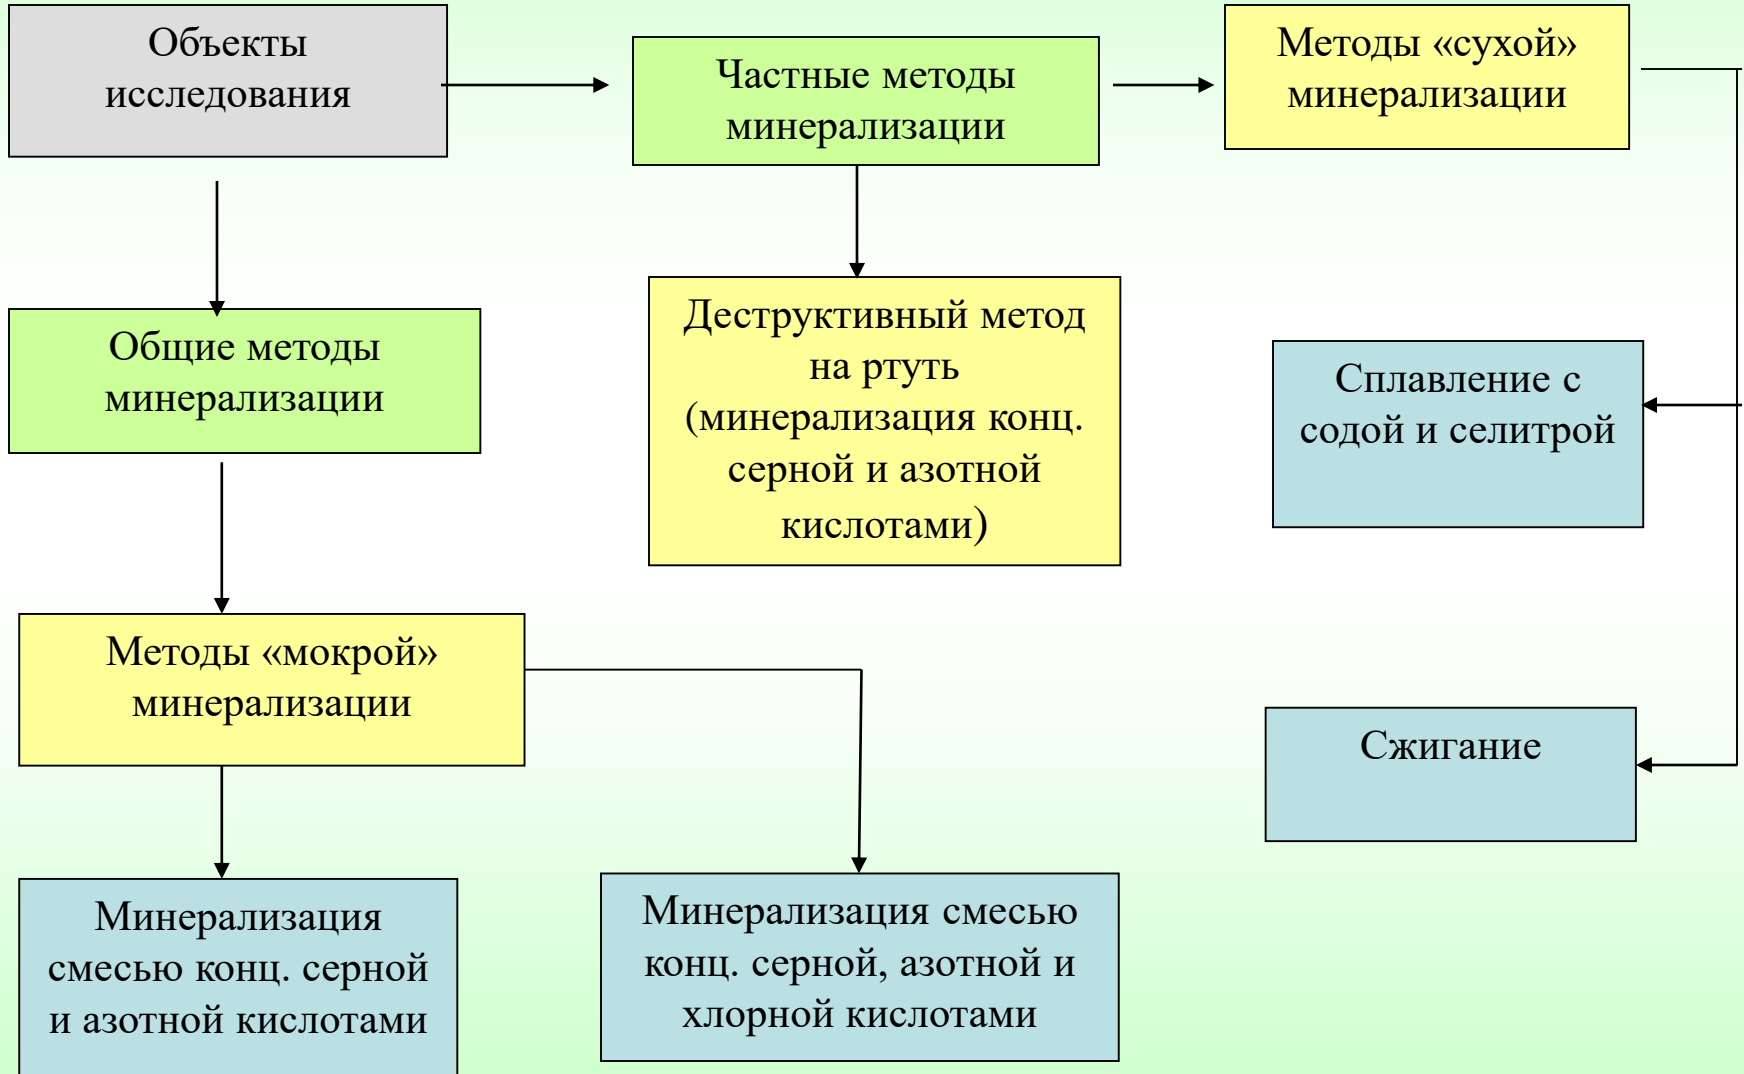 Объекты
исследования
Частные методы
минерализации
Методы «сухой»
минерализации
Общие методы
минерализации
Деструктивный метод
на ртуть
(минерализация конц.
серной и азотной
кислотами)
Сплавление с
содой и селитрой
Методы «мокрой»
минерализации
Сжигание
Минерализация
смесью конц. серной
и азотной кислотами
Минерализация смесью
конц. серной, азотной и
хлорной кислотами